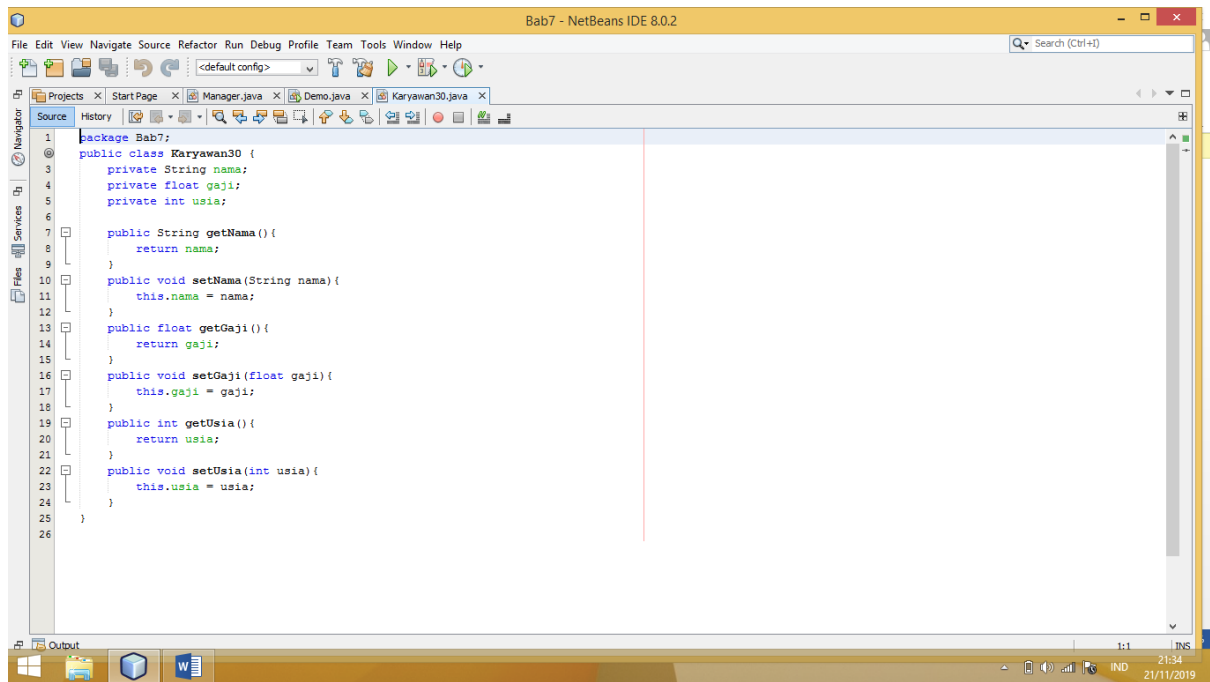 Bab7 - NetBeans IDE 8.0.2
File Edit View Navigate Source Refactor Run Debug Profile Team Tools Window Help
Search (Ctrl+I)
<default config>
Projects Start Page Manager.java Demo.java Karyawan30.java
Source History
Navigator
Services
Files
1 package Bab7;
public class Karyawan30 {
3 private String nama;
4 private float gaji;
5 private int usia;
6
7 public String getNama(){
8 return nama;
9 }
10 public void setNama(String nama){
11 this.nama = nama;
12 }
13 public float getGaji(){
14 return gaji;
15 }
16 public void setGaji(float gaji){
17 this.gaji = gaji;
18 }
19 public int getUsia(){
20 return usia;
21 }
22 public void setUsia(int usia){
23 this.usia = usia;
24 }
25 }
26
Output
1:1 INS
IND
21:34
21/11/2019